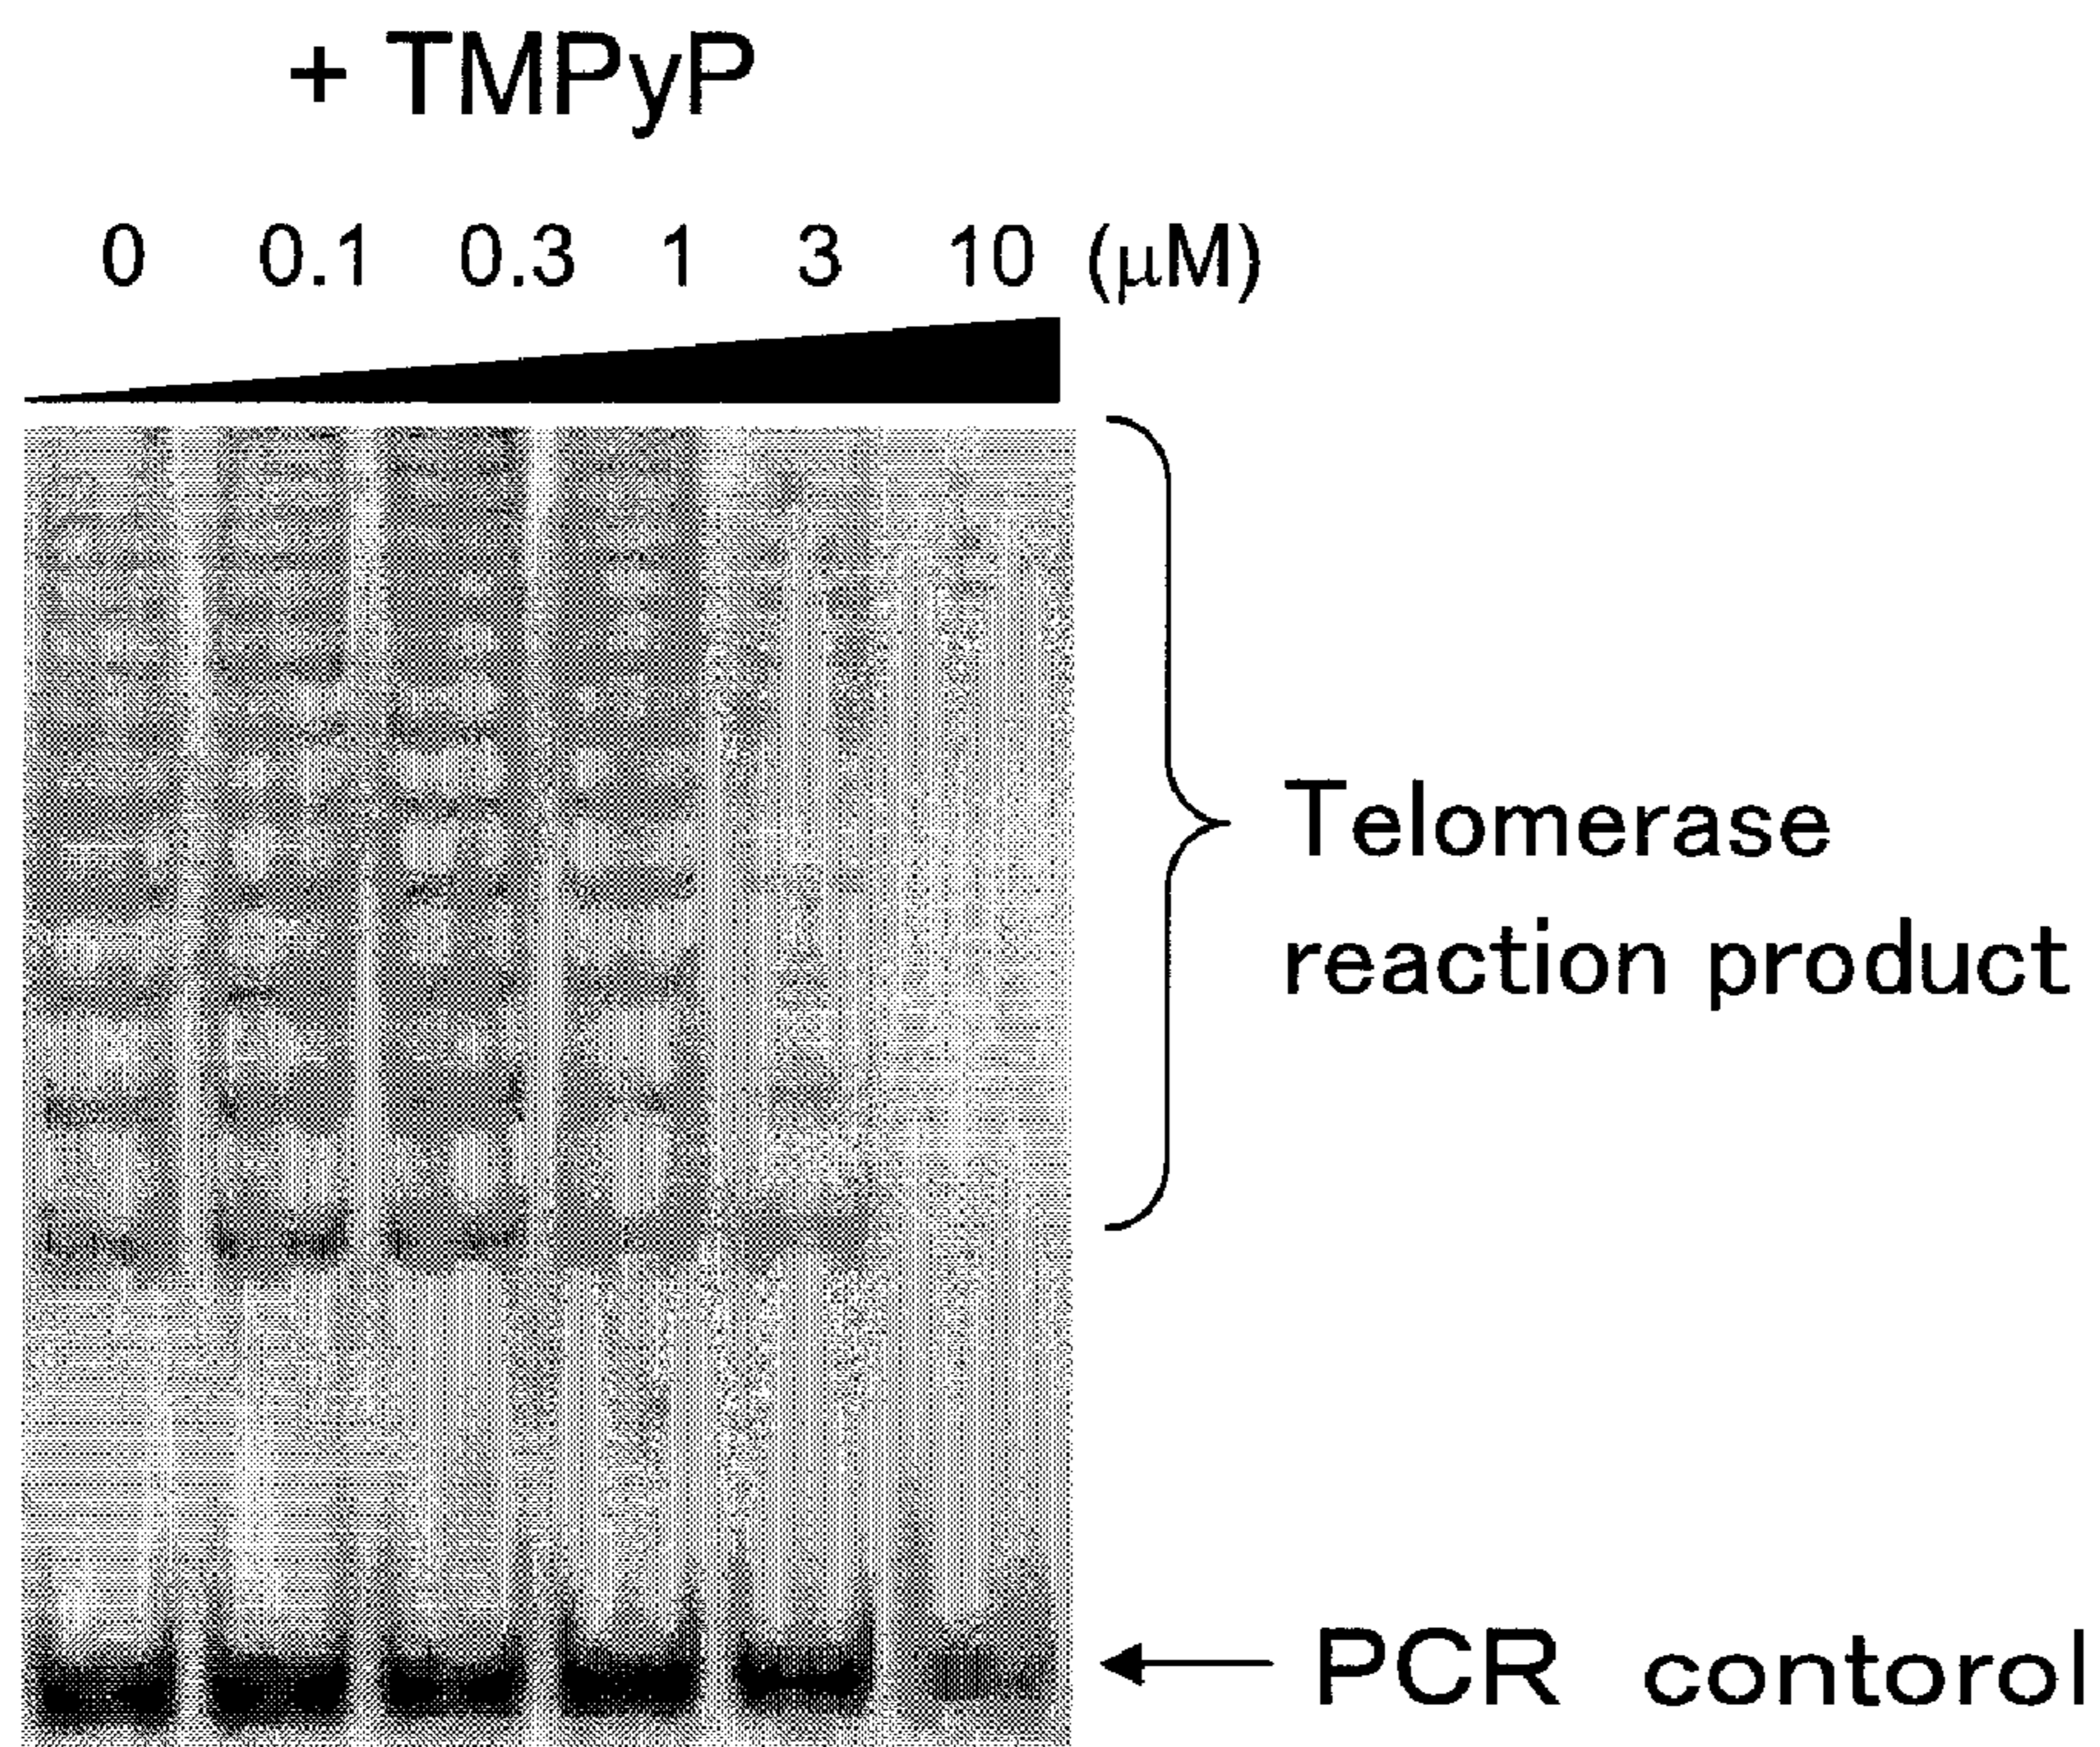 + TMPyP
0 0.1 0.3 1 3 10 (μM)
Telomerase
reaction product
PCR contorol